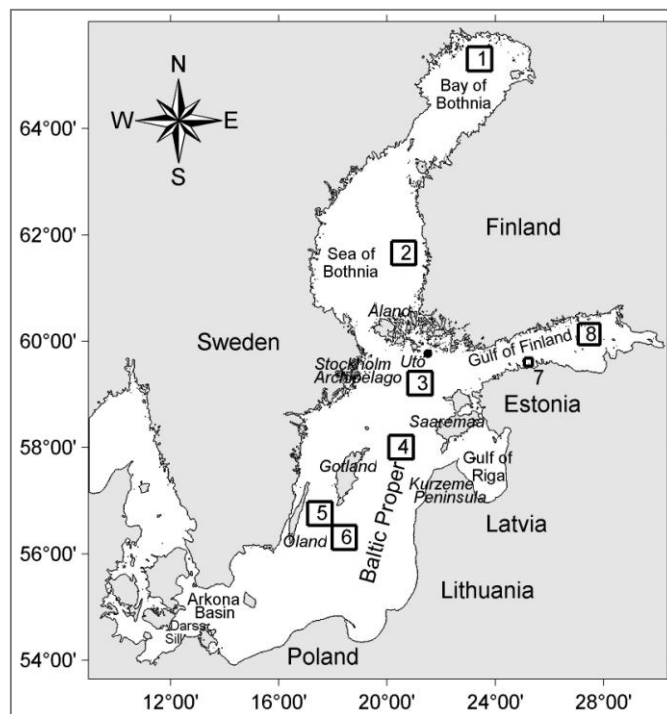 N
W E
S
1
Bay of
Bothnia
64°00'
Finland
62°00'
Sea of
Bothnia
2
Åland
60°00'
Sweden
Stockholm
Archipelago
Utö
3
Gulf of Finland
8
7
Estonia
Saaremaa
58°00'
4
Gotland
Gulf of
Riga
Kurzeme
Peninsula
Baltic Proper
Latvia
5
6
Öland
56°00'
Lithuania
Arkona
Basin
Darss
Sill
54°00'
Poland
12°00' 16°00' 20°00' 24°00' 28°00'